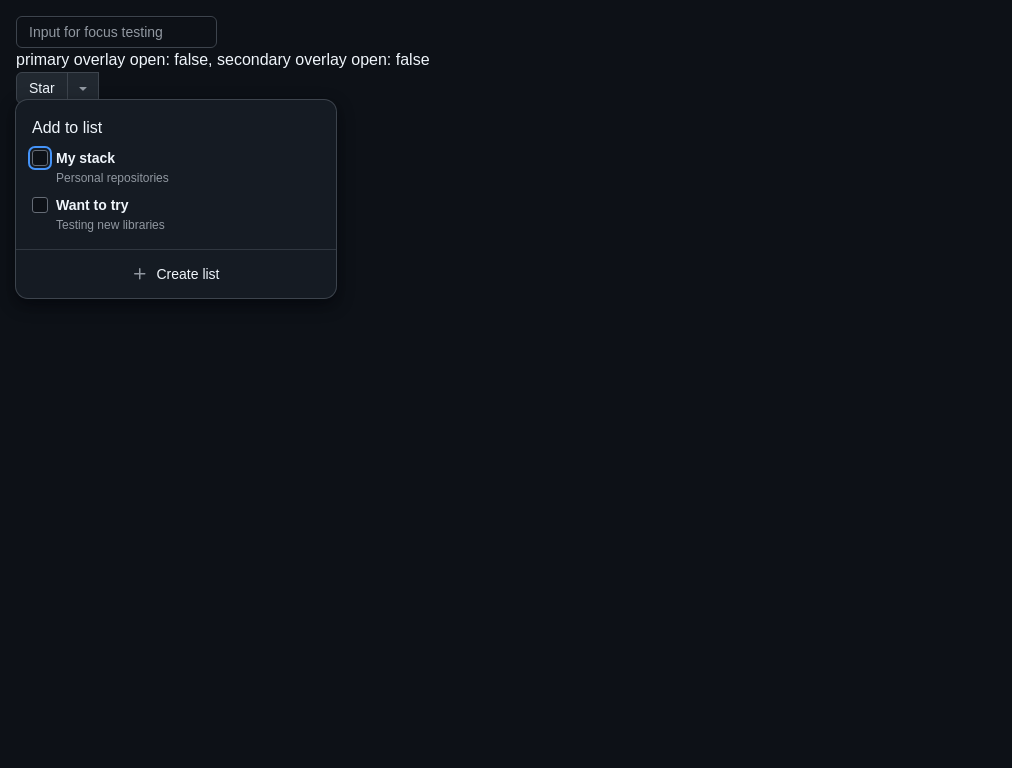 Input for focus testing
primary overlay open: false, secondary overlay open: false
Star
Add to list
My stack
Personal repositories
Want to try
Testing new libraries
Create list